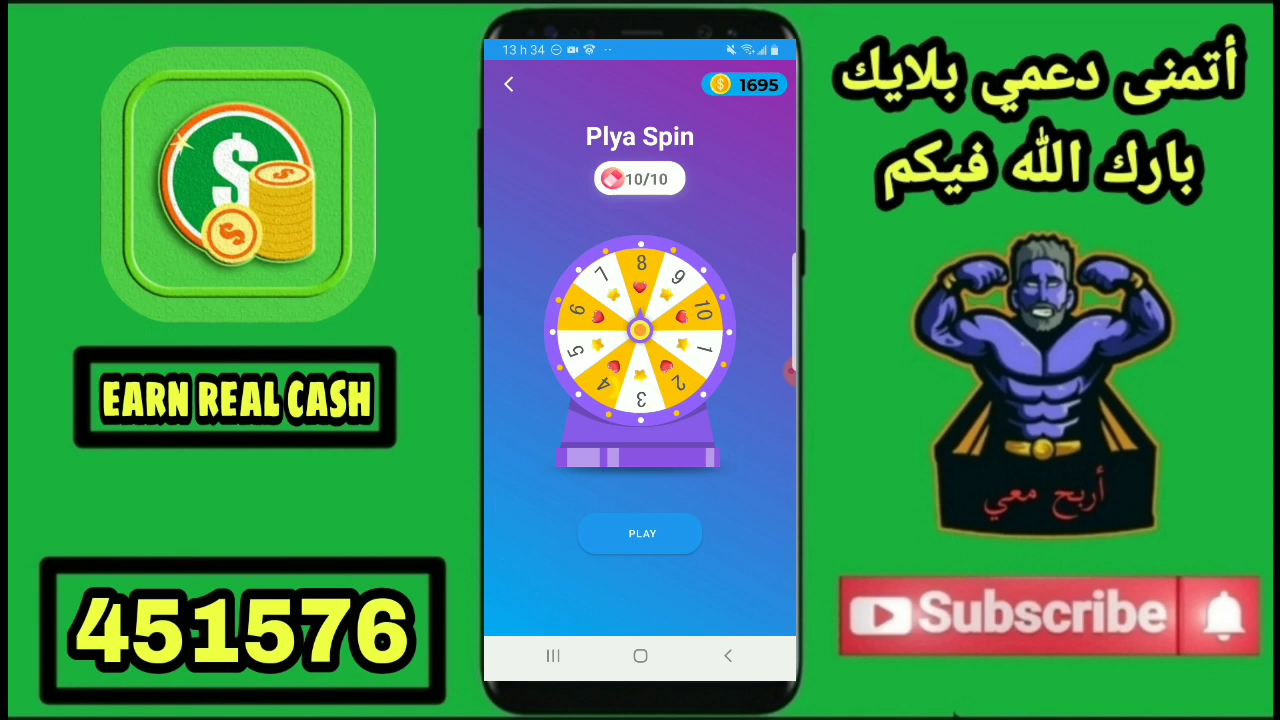 EARN REAL CASH
451576
13 h 34
1695
Plya Spin
10/10
8
9
10
1
2
3
4
5
6
7
PLAY
أتمنى دعمي بلايك
بارك الله فيكم
أربح معي
Subscribe